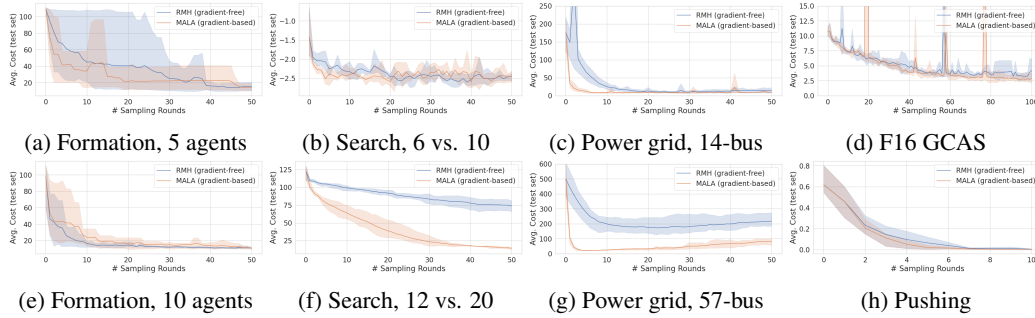 Avg. Cost (test set)
100
80
60
40
20
0
10
20
30
40
50
# Sampling Rounds
RMH (gradient-free)
MALA (gradient-based)
(a) Formation, 5 agents
Avg. Cost (test set)
−1.0
−1.5
−2.0
−2.5
0
10
20
30
40
50
# Sampling Rounds
RMH (gradient-free)
MALA (gradient-based)
(b) Search, 6 vs. 10
Avg. Cost (test set)
250
200
150
100
50
0
0
10
20
30
40
50
# Sampling Rounds
RMH (gradient-free)
MALA (gradient-based)
(c) Power grid, 14-bus
Avg. Cost (test set)
15.0
12.5
10.0
7.5
5.0
2.5
0.0
0
20
40
60
80
100
# Sampling Rounds
RMH (gradient-free)
MALA (gradient-based)
(d) F16 GCAS
Avg. Cost (test set)
100
80
60
40
20
0
10
20
30
40
50
# Sampling Rounds
RMH (gradient-free)
MALA (gradient-based)
(e) Formation, 10 agents
Avg. Cost (test set)
125
100
75
50
25
0
10
20
30
40
50
# Sampling Rounds
RMH (gradient-free)
MALA (gradient-based)
(f) Search, 12 vs. 20
Avg. Cost (test set)
600
500
400
300
200
100
0
0
10
20
30
40
50
# Sampling Rounds
RMH (gradient-free)
MALA (gradient-based)
(g) Power grid, 57-bus
Avg. Cost (test set)
0.8
0.6
0.4
0.2
0.0
0
2
4
6
8
10
# Sampling Rounds
RMH (gradient-free)
MALA (gradient-based)
(h) Pushing